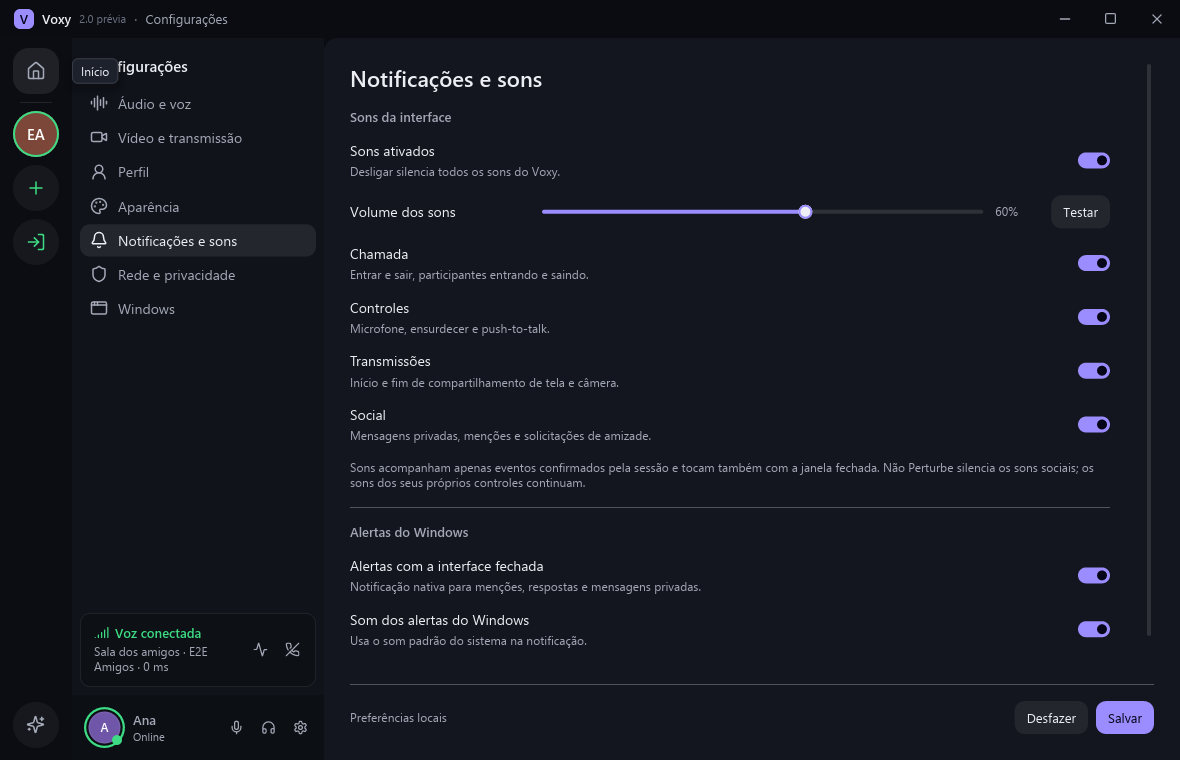 V Voxy 2.0 prévia · Configurações
Início
figurações
EA
Áudio e voz
Vídeo e transmissão
Perfil
Aparência
Notificações e sons
Rede e privacidade
Windows
Voz conectada
Sala dos amigos · E2E
Amigos · 0 ms
A
Ana
Online
Notificações e sons
Sons da interface
Sons ativados
Desligar silencia todos os sons do Voxy.
Volume dos sons 60% Testar
Chamada
Entrar e sair, participantes entrando e saindo.
Controles
Microfone, ensurdecer e push-to-talk.
Transmissões
Início e fim de compartilhamento de tela e câmera.
Social
Mensagens privadas, menções e solicitações de amizade.
Sons acompanham apenas eventos confirmados pela sessão e tocam também com a janela fechada. Não Perturbe silencia os sons sociais; os
sons dos seus próprios controles continuam.
Alertas do Windows
Alertas com a interface fechada
Notificação nativa para menções, respostas e mensagens privadas.
Som dos alertas do Windows
Usa o som padrão do sistema na notificação.
Preferências locais Desfazer Salvar